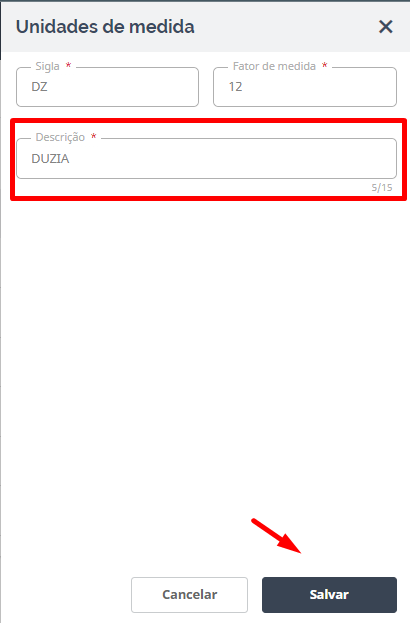 Unidades de medida
Sigla * Fator de medida *
DZ 12
Descrição *
DUZIA
5/15
Cancelar Salvar